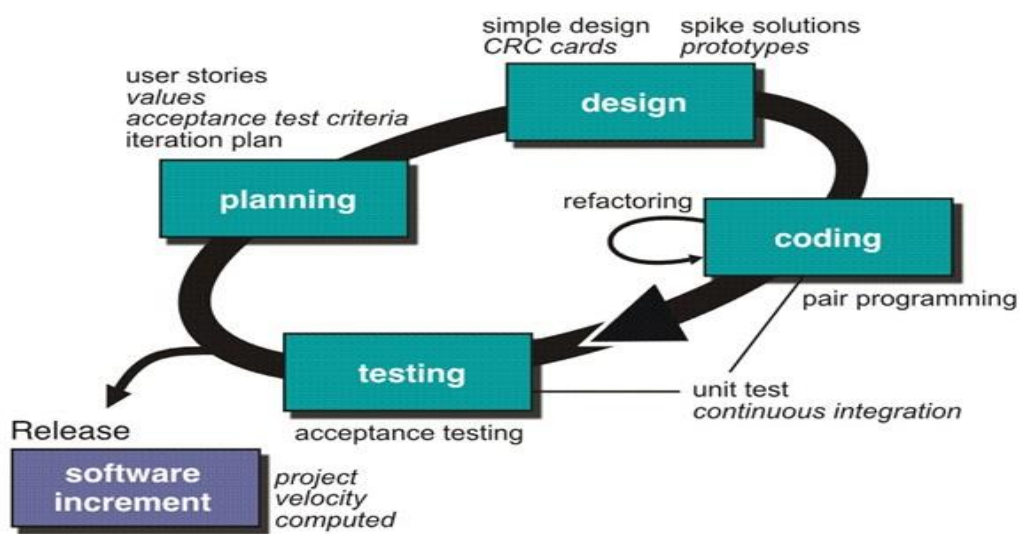 simple design
CRC cards
spike solutions
prototypes
design
user stories
values
acceptance test criteria
iteration plan
planning
refactoring
coding
pair programming
testing
unit test
continuous integration
acceptance testing
Release
software
increment
project
velocity
computed